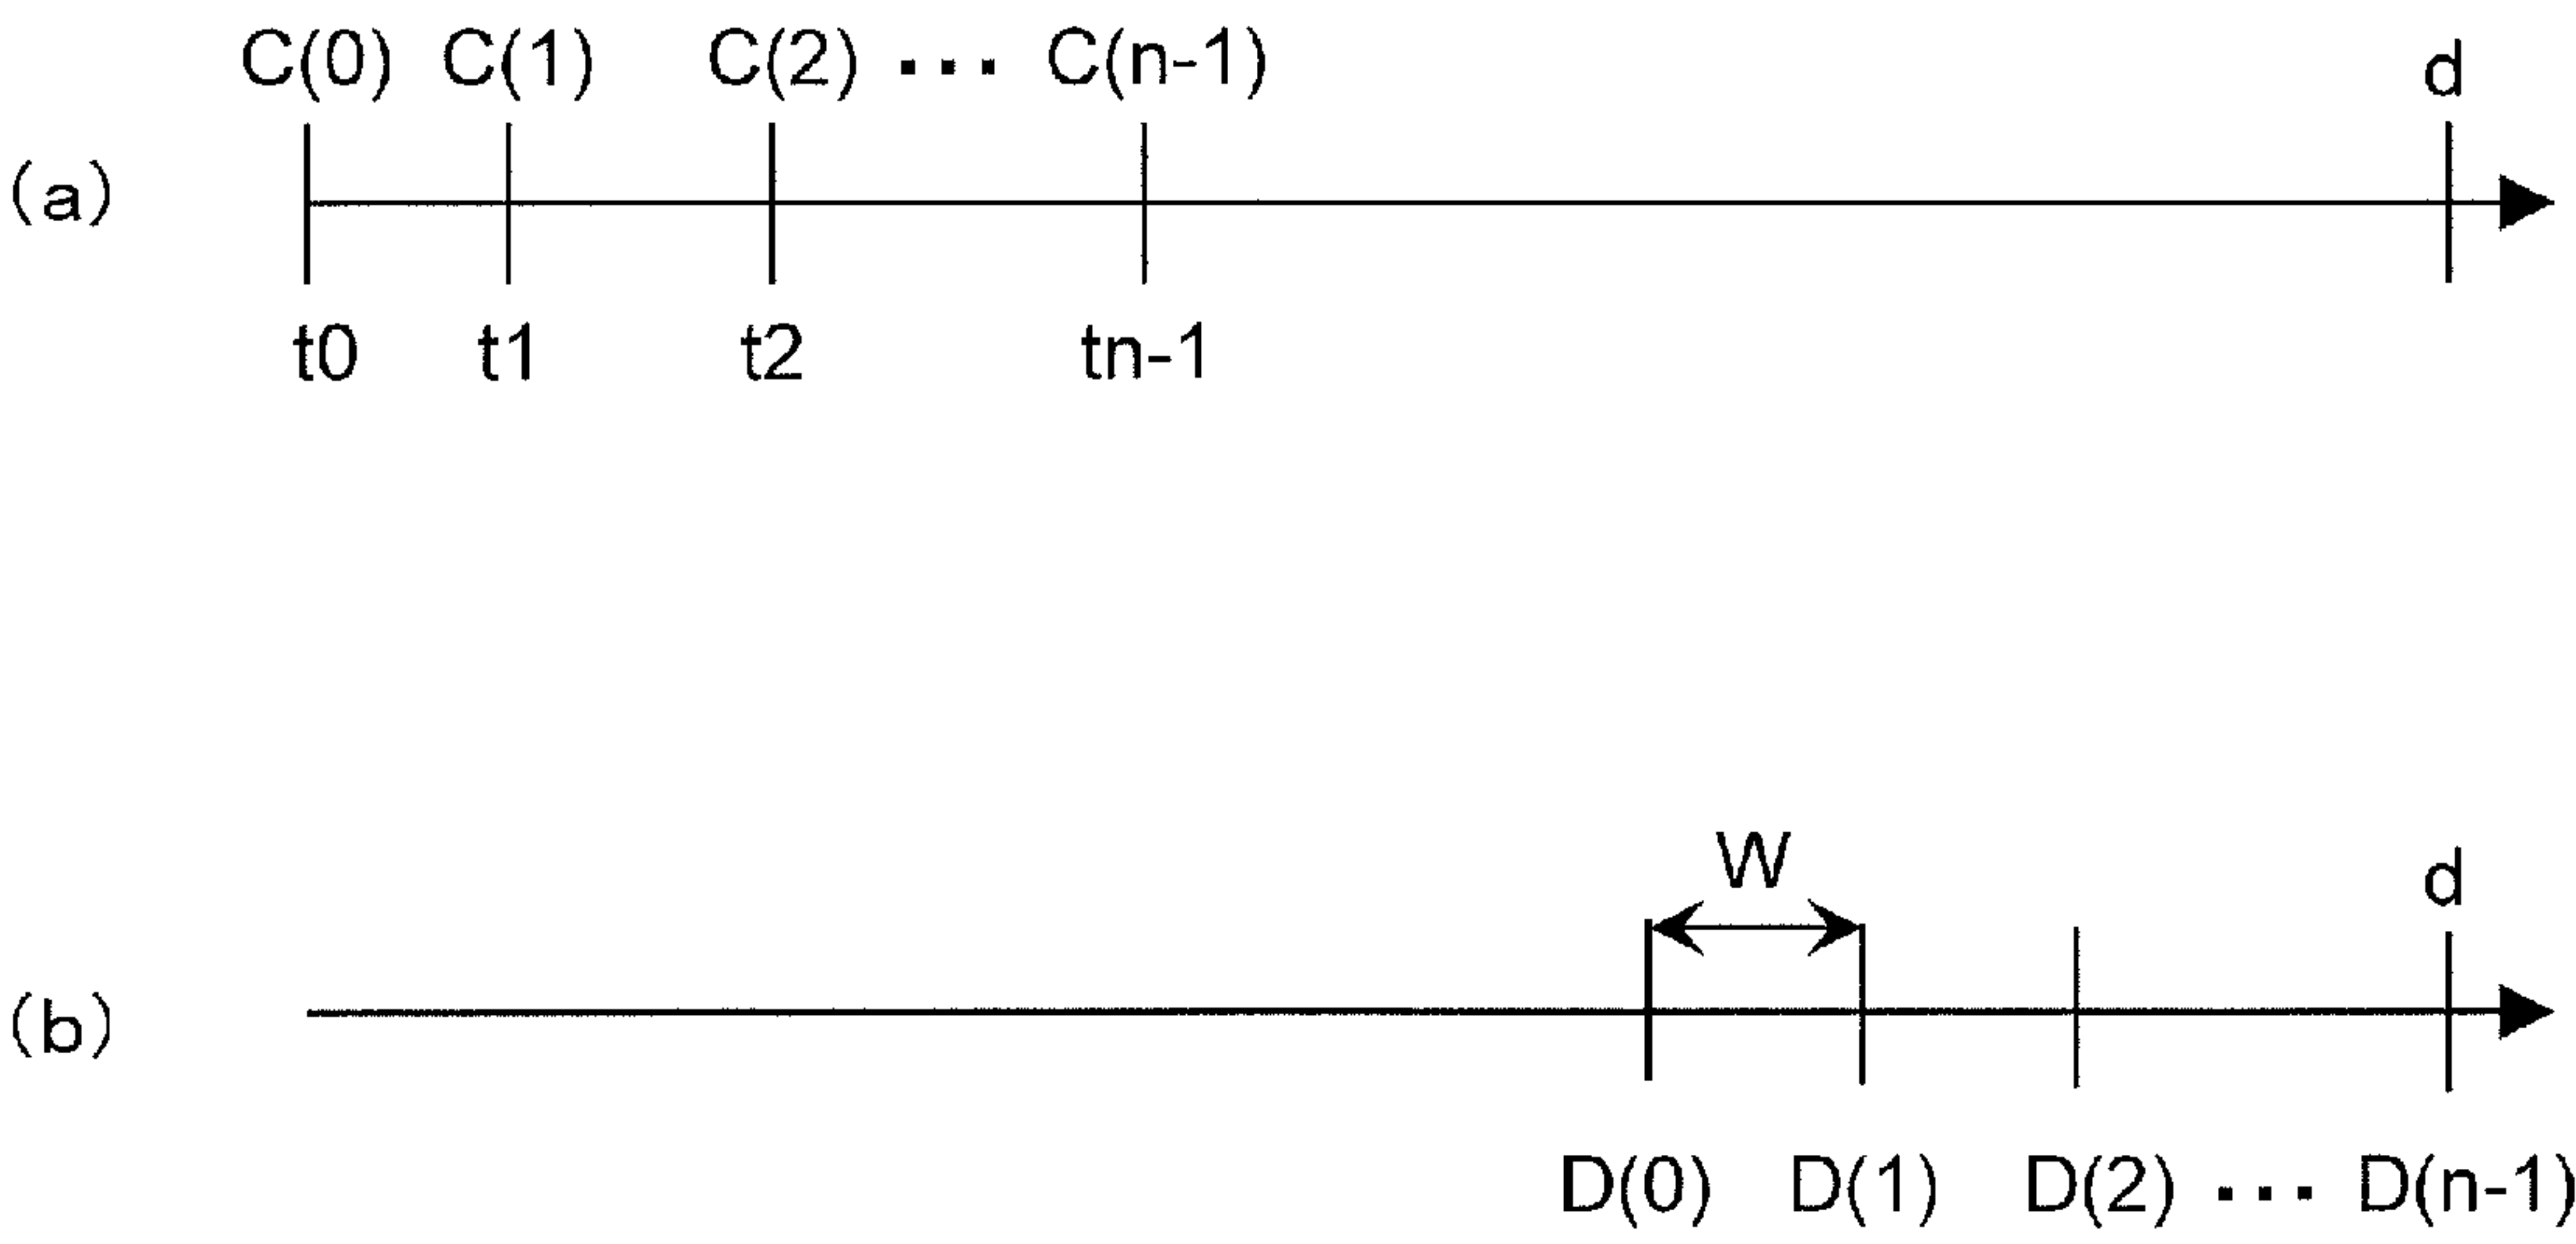 C(0) C(1) C(2) ··· C(n-1) d
(a)
t0 t1 t2 tn-1
W d
(b)
D(0) D(1) D(2) ··· D(n-1)